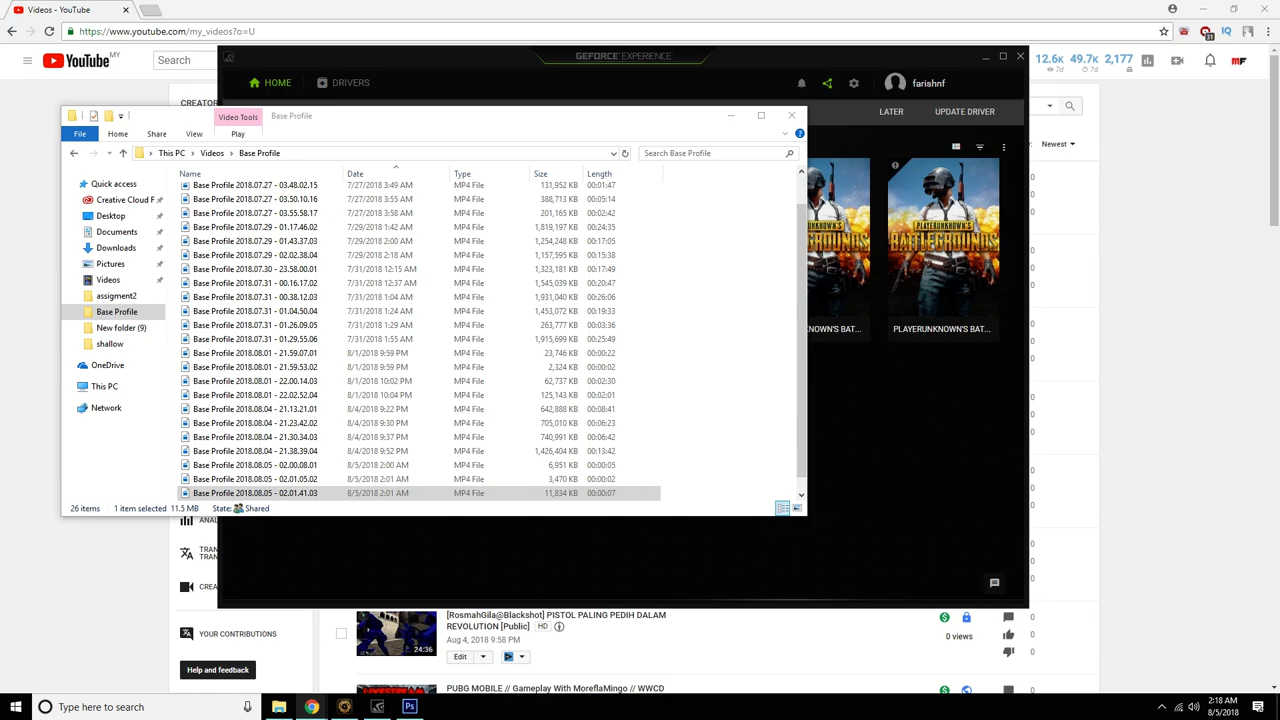 Videos - YouTube
https://www.youtube.com/my_videos?o=U
31
IQ
YouTube MY
Search
12.6K 49.7K 2,177
7d 7d
MF
GEFORCE EXPERIENCE
HOME
DRIVERS
farishnf
LATER
UPDATE DRIVER
CREATOR
Newest
Video Tools
Base Profile
File
Home
Share
View
Play
This PC > Videos > Base Profile
Search Base Profile
Name Date Type Size Length
Base Profile 2018.07.27 - 03.48.02.15 7/27/2018 3:49 AM MP4 File 131,952 KB 00:01:47
Base Profile 2018.07.27 - 03.50.10.16 7/27/2018 3:55 AM MP4 File 388,713 KB 00:05:14
Base Profile 2018.07.27 - 03.55.58.17 7/27/2018 3:58 AM MP4 File 201,165 KB 00:02:42
Base Profile 2018.07.29 - 01.17.46.02 7/29/2018 1:42 AM MP4 File 1,819,197 KB 00:24:35
Base Profile 2018.07.29 - 01.43.37.03 7/29/2018 2:00 AM MP4 File 1,254,248 KB 00:17:05
Base Profile 2018.07.29 - 02.02.38.04 7/29/2018 2:18 AM MP4 File 1,157,595 KB 00:15:38
Base Profile 2018.07.30 - 23.58.00.01 7/31/2018 12:15 AM MP4 File 1,323,181 KB 00:17:49
Base Profile 2018.07.31 - 00.16.17.02 7/31/2018 12:37 AM MP4 File 1,545,039 KB 00:20:47
Base Profile 2018.07.31 - 00.38.12.03 7/31/2018 1:04 AM MP4 File 1,931,040 KB 00:26:06
Base Profile 2018.07.31 - 01.04.50.04 7/31/2018 1:24 AM MP4 File 1,453,072 KB 00:19:33
Base Profile 2018.07.31 - 01.26.09.05 7/31/2018 1:29 AM MP4 File 263,777 KB 00:03:36
Base Profile 2018.07.31 - 01.29.55.06 7/31/2018 1:55 AM MP4 File 1,915,699 KB 00:25:49
Base Profile 2018.08.01 - 21.59.07.01 8/1/2018 9:59 PM MP4 File 23,746 KB 00:00:22
Base Profile 2018.08.01 - 21.59.53.02 8/1/2018 9:59 PM MP4 File 2,324 KB 00:00:02
Base Profile 2018.08.01 - 22.00.14.03 8/1/2018 10:02 PM MP4 File 62,737 KB 00:02:30
Base Profile 2018.08.01 - 22.02.52.04 8/1/2018 10:04 PM MP4 File 125,143 KB 00:02:01
Base Profile 2018.08.04 - 21.13.21.01 8/4/2018 9:22 PM MP4 File 642,888 KB 00:08:41
Base Profile 2018.08.04 - 21.23.42.02 8/4/2018 9:30 PM MP4 File 705,010 KB 00:06:23
Base Profile 2018.08.04 - 21.30.34.03 8/4/2018 9:37 PM MP4 File 740,991 KB 00:06:42
Base Profile 2018.08.04 - 21.38.39.04 8/4/2018 9:52 PM MP4 File 1,426,404 KB 00:13:42
Base Profile 2018.08.05 - 02.00.08.01 8/5/2018 2:00 AM MP4 File 6,951 KB 00:00:05
Base Profile 2018.08.05 - 02.01.05.02 8/5/2018 2:01 AM MP4 File 3,470 KB 00:00:02
Base Profile 2018.08.05 - 02.01.41.03 8/5/2018 2:01 AM MP4 File 11,834 KB 00:00:07
Quick access
Creative Cloud F
Desktop
Documents
Downloads
Pictures
Videos
assigment2
Base Profile
New folder (9)
shallow
OneDrive
This PC
Network
26 items 1 item selected 11.5 MB State: Shared
PLAYERUNKNOWN'S
BATTLEGROUNDS
KNOWN'S BAT...
PLAYERUNKNOWN'S BAT...
ANAL
TRAN
TRAN
CREA
YOUR CONTRIBUTIONS
Help and feedback
24:36
[RosmahGila@Blackshot] PISTOL PALING PEDIH DALAM
REVOLUTION [Public] HD
Aug 4, 2018 9:58 PM
Edit
0 views
0
0
0
LIVESTREAM
PUBG MOBILE // Gameplay With MoreflaMingo // WWCD
0
Type here to search
Ps
2:18 AM
8/5/2018